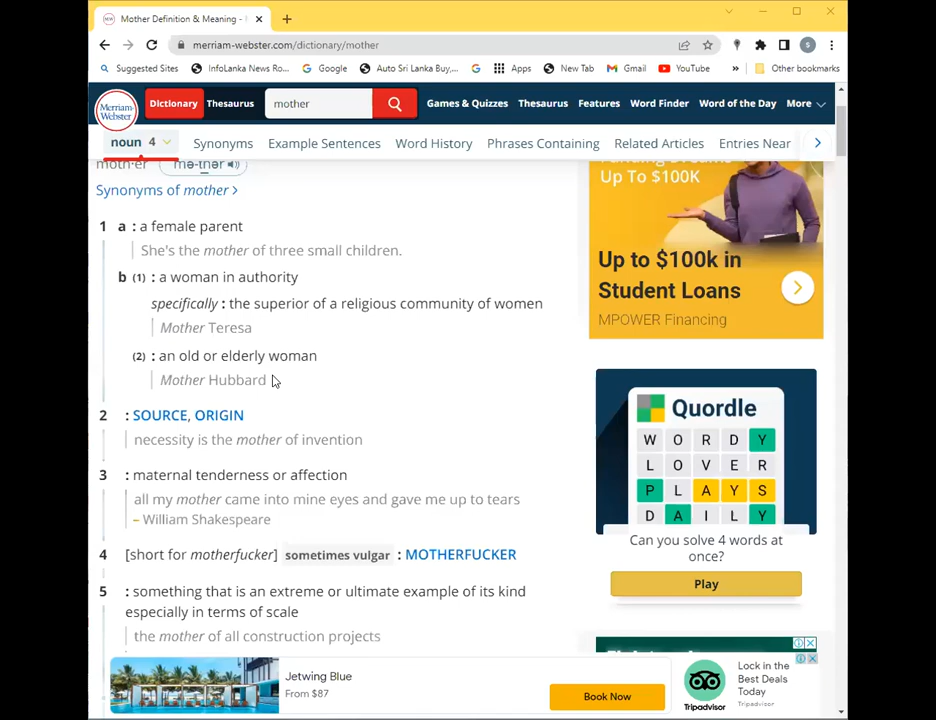 Mother Definition & Meaning -
merriam-webster.com/dictionary/mother
S
Suggested Sites
InfoLanka News Ro...
Google
Auto Sri Lanka Buy,...
Apps
New Tab
Gmail
YouTube
»
Other bookmarks
Merriam-
Webster
Dictionary
Thesaurus
mother
Games & Quizzes
Thesaurus
Features
Word Finder
Word of the Day
More
noun 4
Synonyms
Example Sentences
Word History
Phrases Containing
Related Articles
Entries Near
moth·er
mə-t͟hər
Synonyms of mother >
1 a : a female parent
She's the mother of three small children.
b (1) : a woman in authority
specifically : the superior of a religious community of women
Mother Teresa
(2) : an old or elderly woman
Mother Hubbard
2 : SOURCE, ORIGIN
necessity is the mother of invention
3 : maternal tenderness or affection
all my mother came into mine eyes and gave me up to tears
– William Shakespeare
4 [short for motherfucker] sometimes vulgar : MOTHERFUCKER
5 : something that is an extreme or ultimate example of its kind
especially in terms of scale
the mother of all construction projects
Up To $100K
Up to $100k in
Student Loans
MPOWER Financing
Quordle
W O R D Y
L O V E R
P L A Y S
D A I L Y
Can you solve 4 words at
once?
Play
Jetwing Blue
From $87
Book Now
Tripadvisor
Lock in the
Best Deals
Today
Tripadvisor